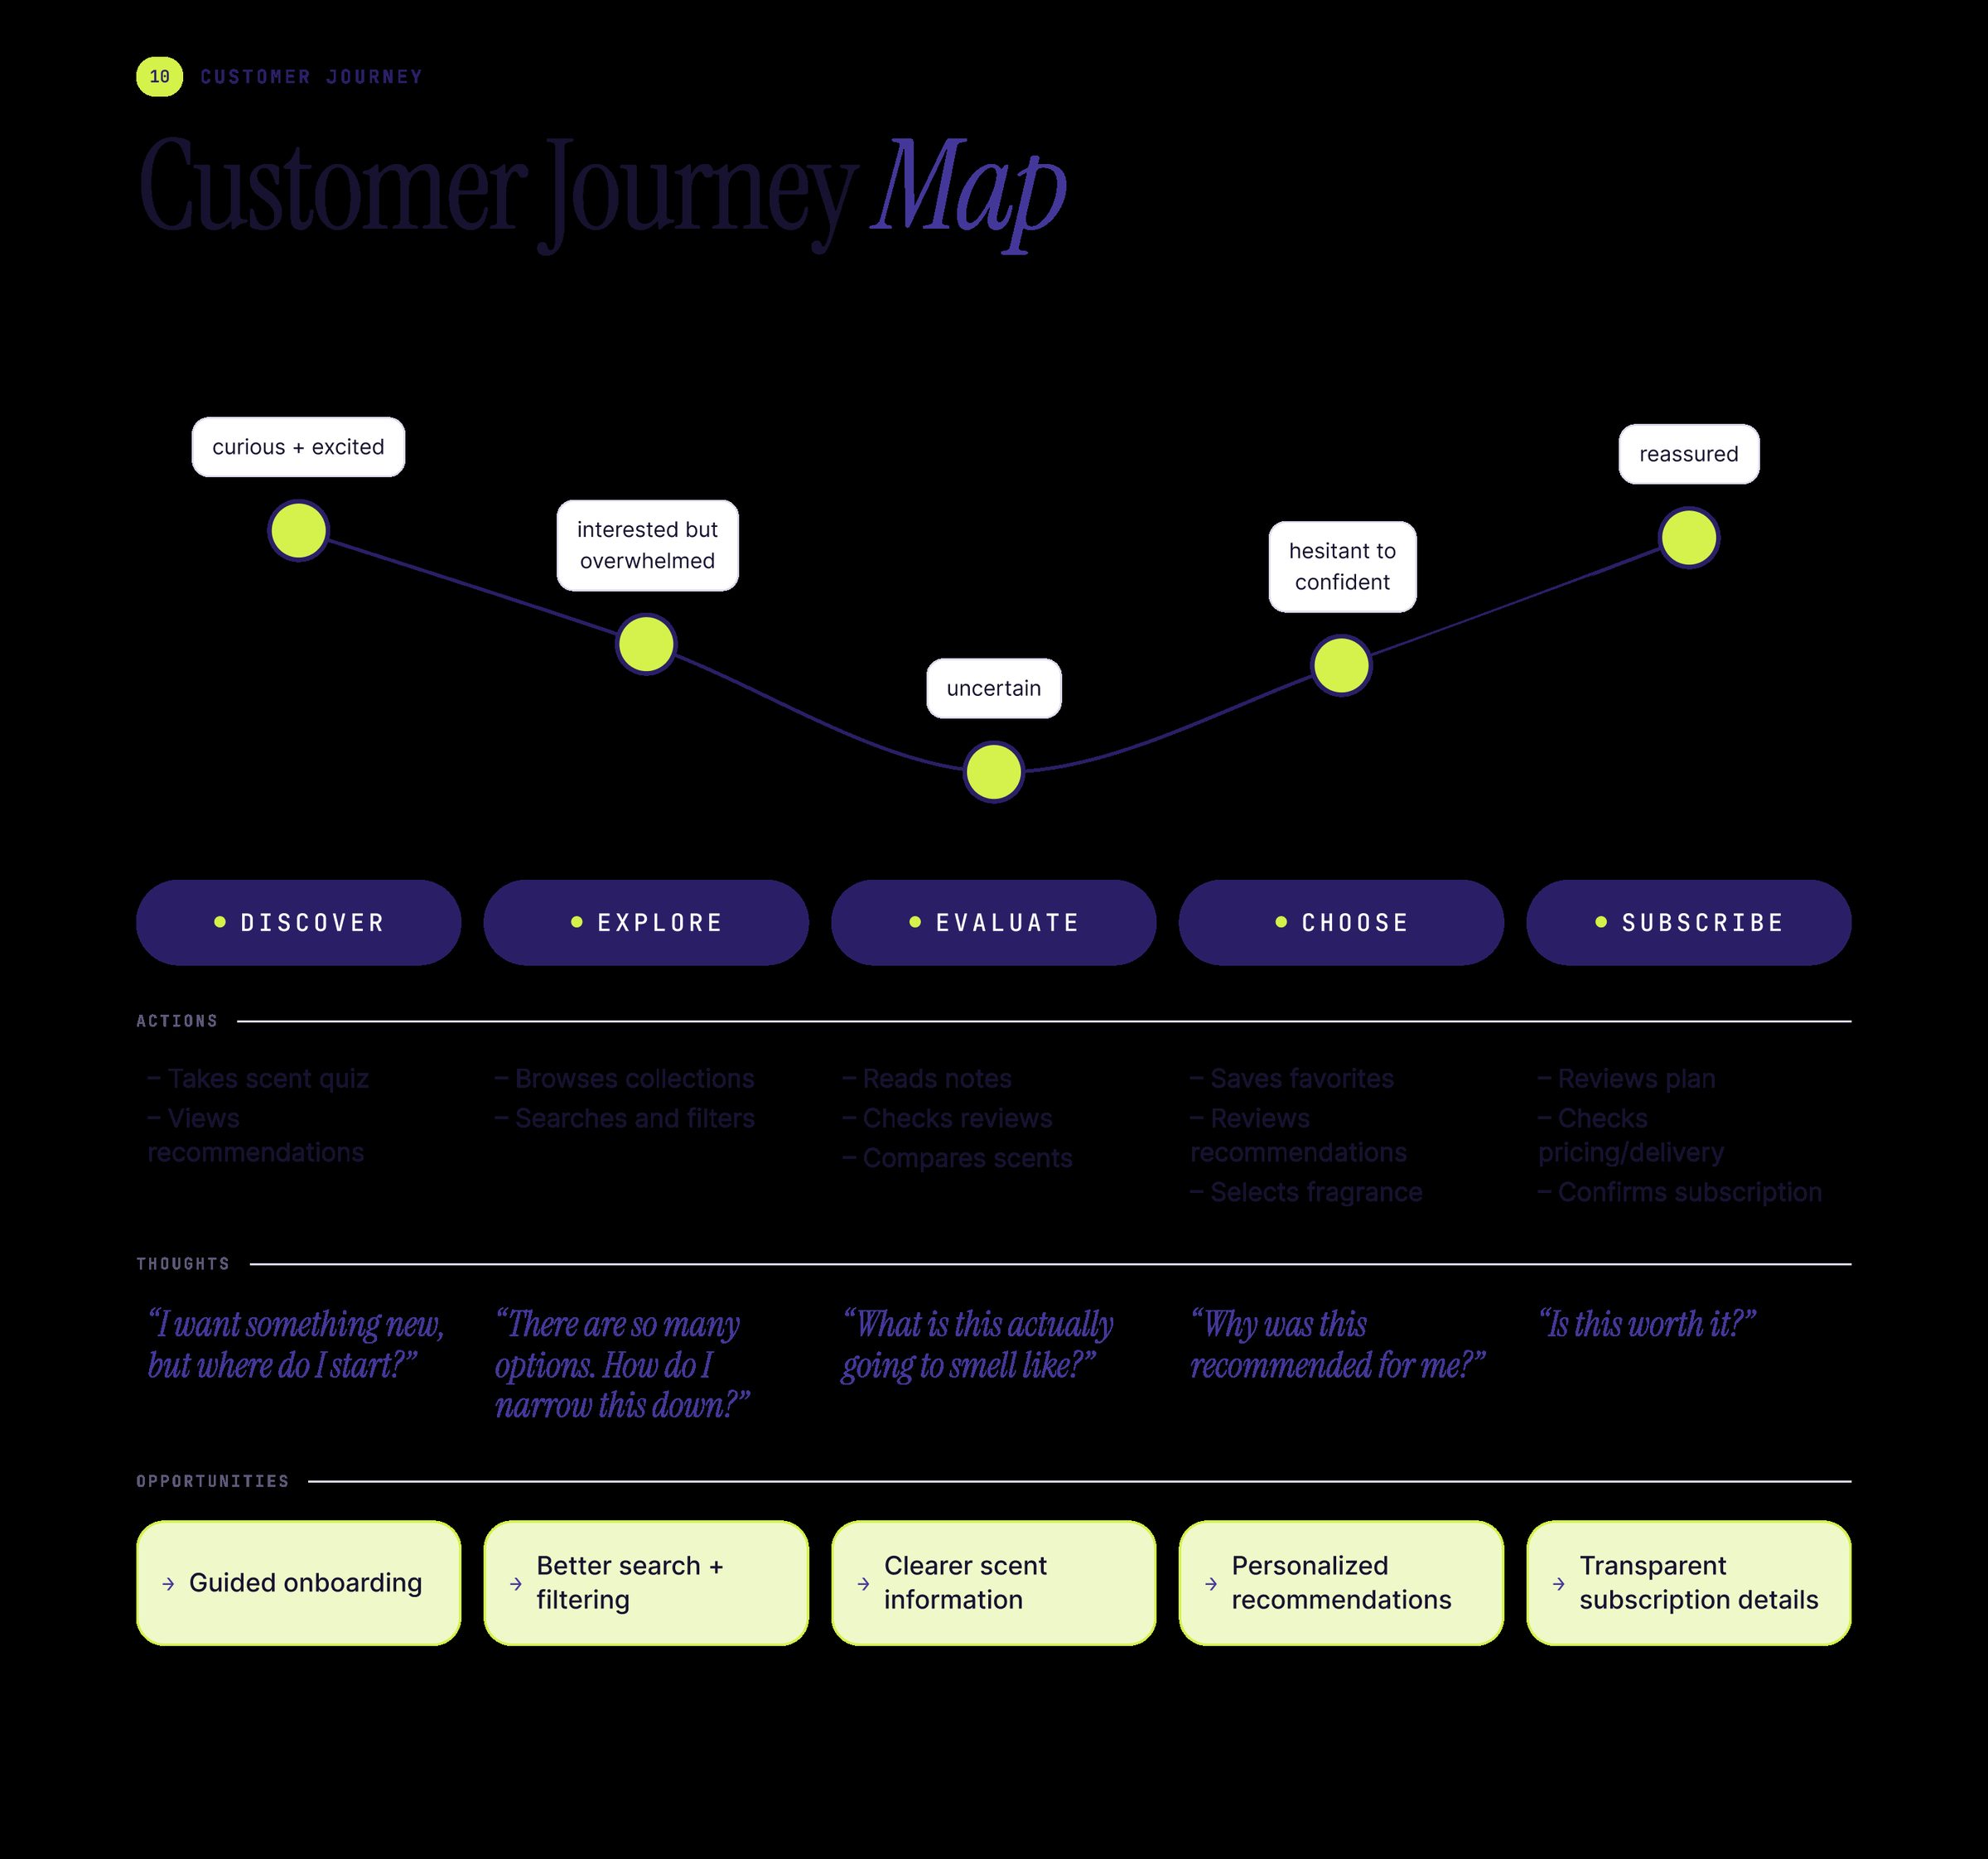 10 CUSTOMER JOURNEY
Customer Journey Map
curious + excited
interested but
overwhelmed
uncertain
hesitant to
confident
reassured
DISCOVER
EXPLORE
EVALUATE
CHOOSE
SUBSCRIBE
ACTIONS
– Takes scent quiz
– Views
recommendations
– Browses collections
– Searches and filters
– Reads notes
– Checks reviews
– Compares scents
– Saves favorites
– Reviews
recommendations
– Selects fragrance
– Reviews plan
– Checks
pricing/delivery
– Confirms subscription
THOUGHTS
“I want something new,
but where do I start?”
“There are so many
options. How do I
narrow this down?”
“What is this actually
going to smell like?”
“Why was this
recommended for me?”
“Is this worth it?”
OPPORTUNITIES
→ Guided onboarding
→ Better search +
filtering
→ Clearer scent
information
→ Personalized
recommendations
→ Transparent
subscription details